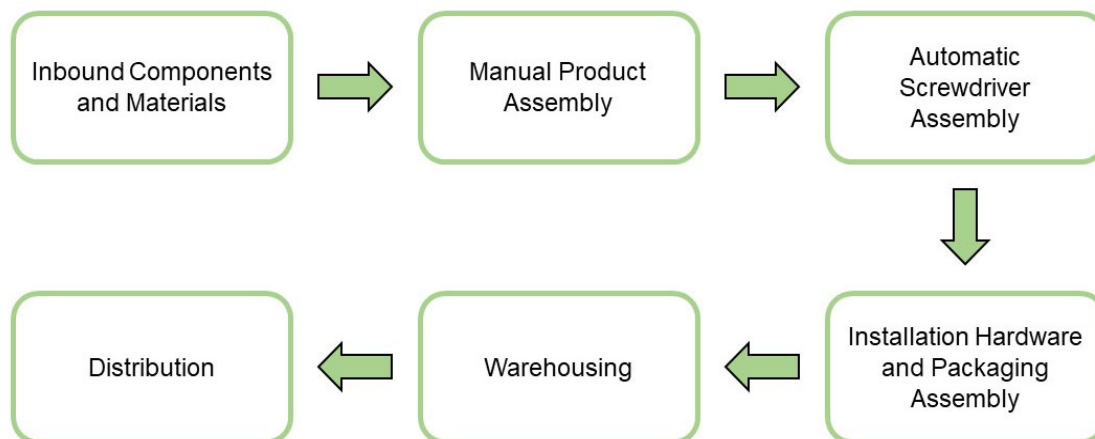 Inbound Components
and Materials
Manual Product
Assembly
Automatic
Screwdriver
Assembly
Installation Hardware
and Packaging
Assembly
Warehousing
Distribution